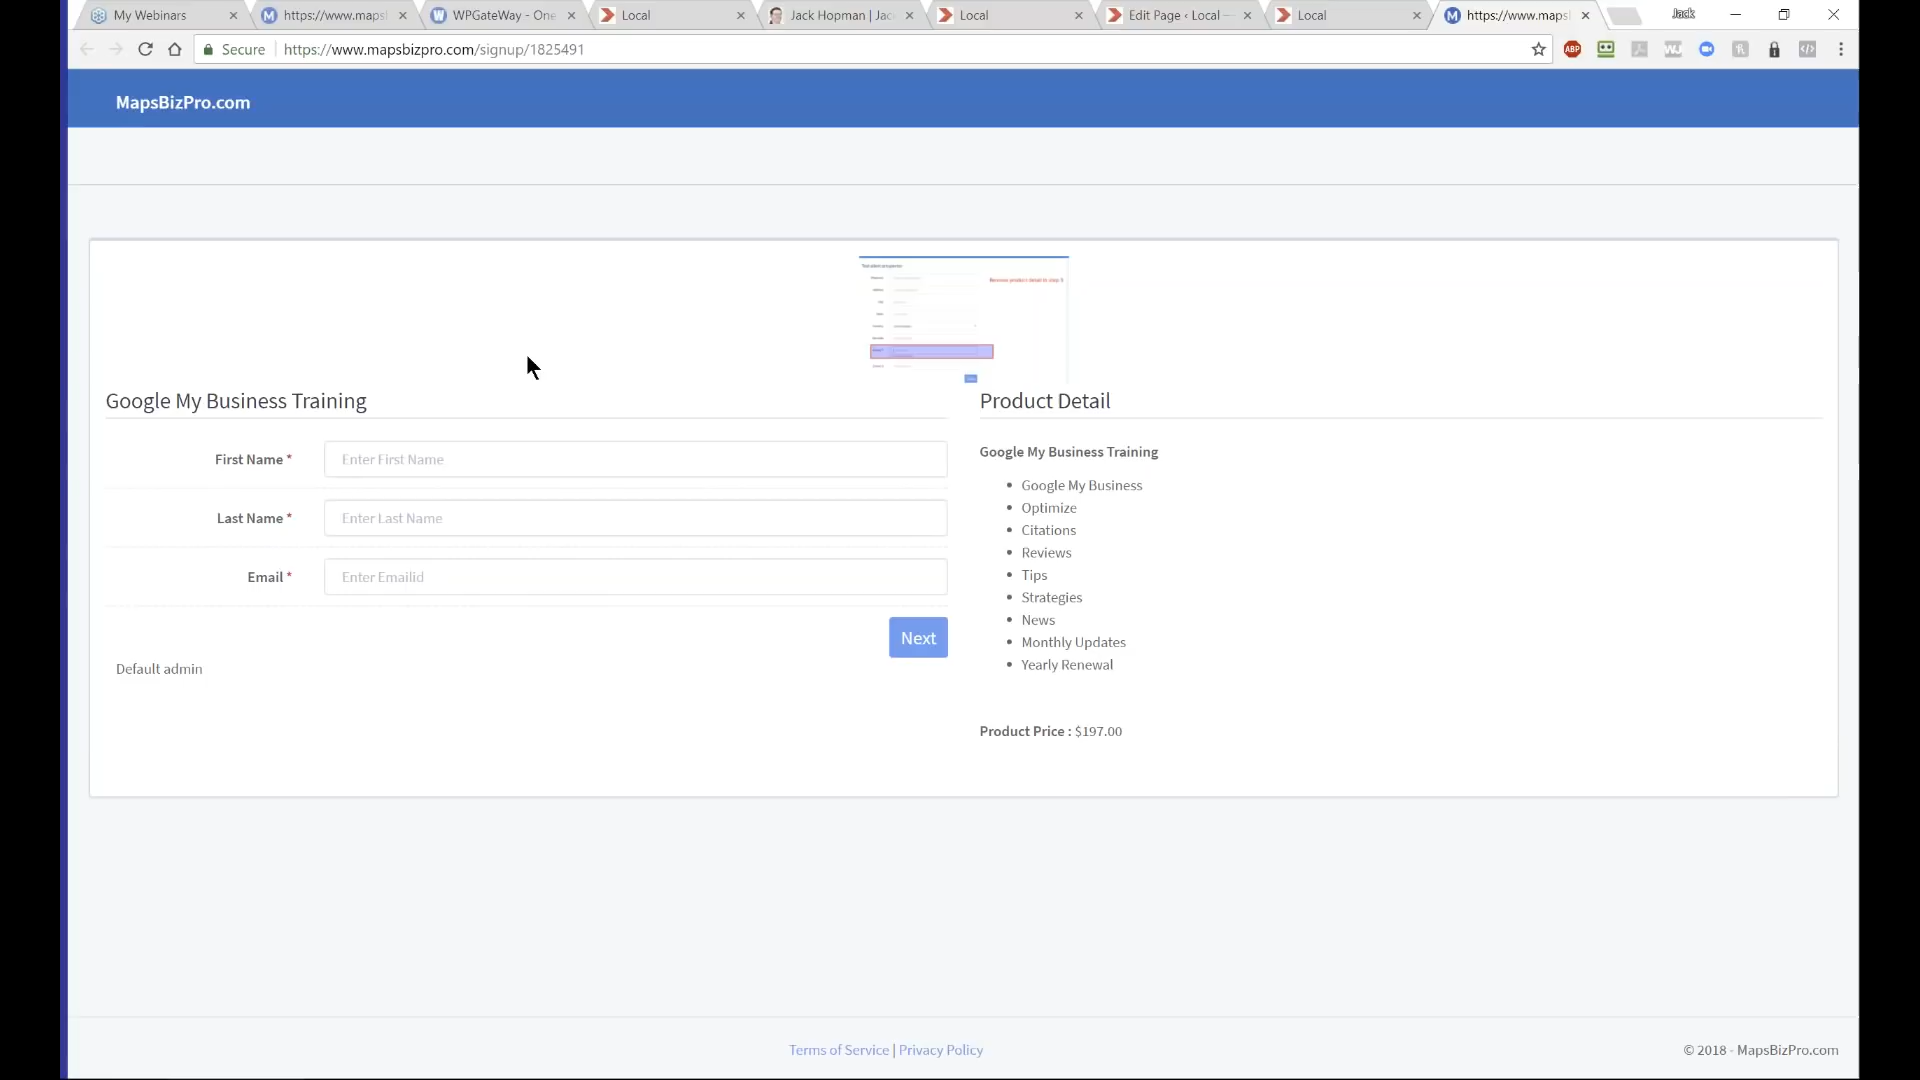 My Webinars
https://www.maps
WPGateWay - One
Local
Jack Hopman | Jac
Local
Edit Page ‹ Local —
Local
https://www.maps
Jack
Secure
https://www.mapsbizpro.com/signup/1825491
ABP
MapsBizPro.com
Google My Business Training
First Name *
Enter First Name
Last Name *
Enter Last Name
Email *
Enter Emailid
Next
Default admin
Product Detail
Google My Business Training
• Google My Business
• Optimize
• Citations
• Reviews
• Tips
• Strategies
• News
• Monthly Updates
• Yearly Renewal
Product Price : $197.00
Terms of Service | Privacy Policy
© 2018 - MapsBizPro.com